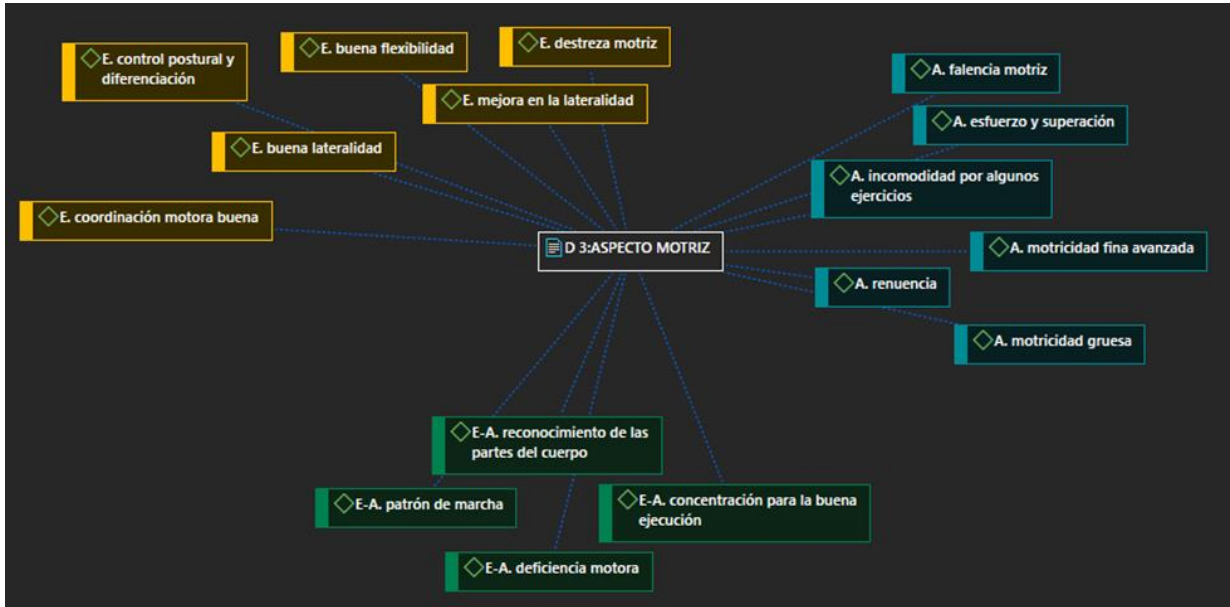 E. control postural y
diferenciación
E. buena flexibilidad
E. destreza motriz
E. mejora en la lateralidad
E. buena lateralidad
E. coordinación motora buena
A. falencia motriz
A. esfuerzo y superación
A. incomodidad por algunos
ejercicios
D 3:ASPECTO MOTRIZ
A. motricidad fina avanzada
A. renuencia
A. motricidad gruesa
E-A. reconocimiento de las
partes del cuerpo
E-A. patrón de marcha
E-A. concentración para la buena
ejecución
E-A. deficiencia motora